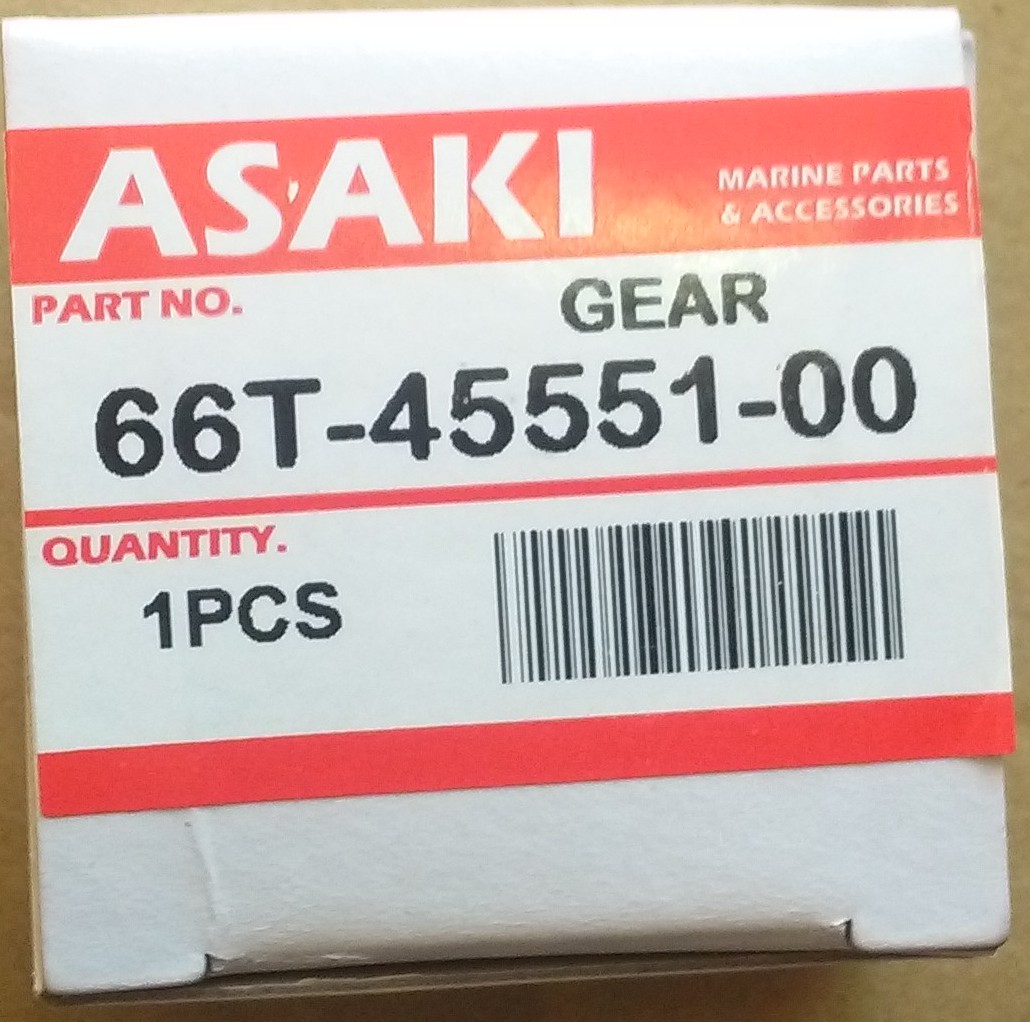 ASAKI
MARINE PARTS
& ACCESSORIES
PART NO.
GEAR
66T-45551-00
QUANTITY.
1PCS